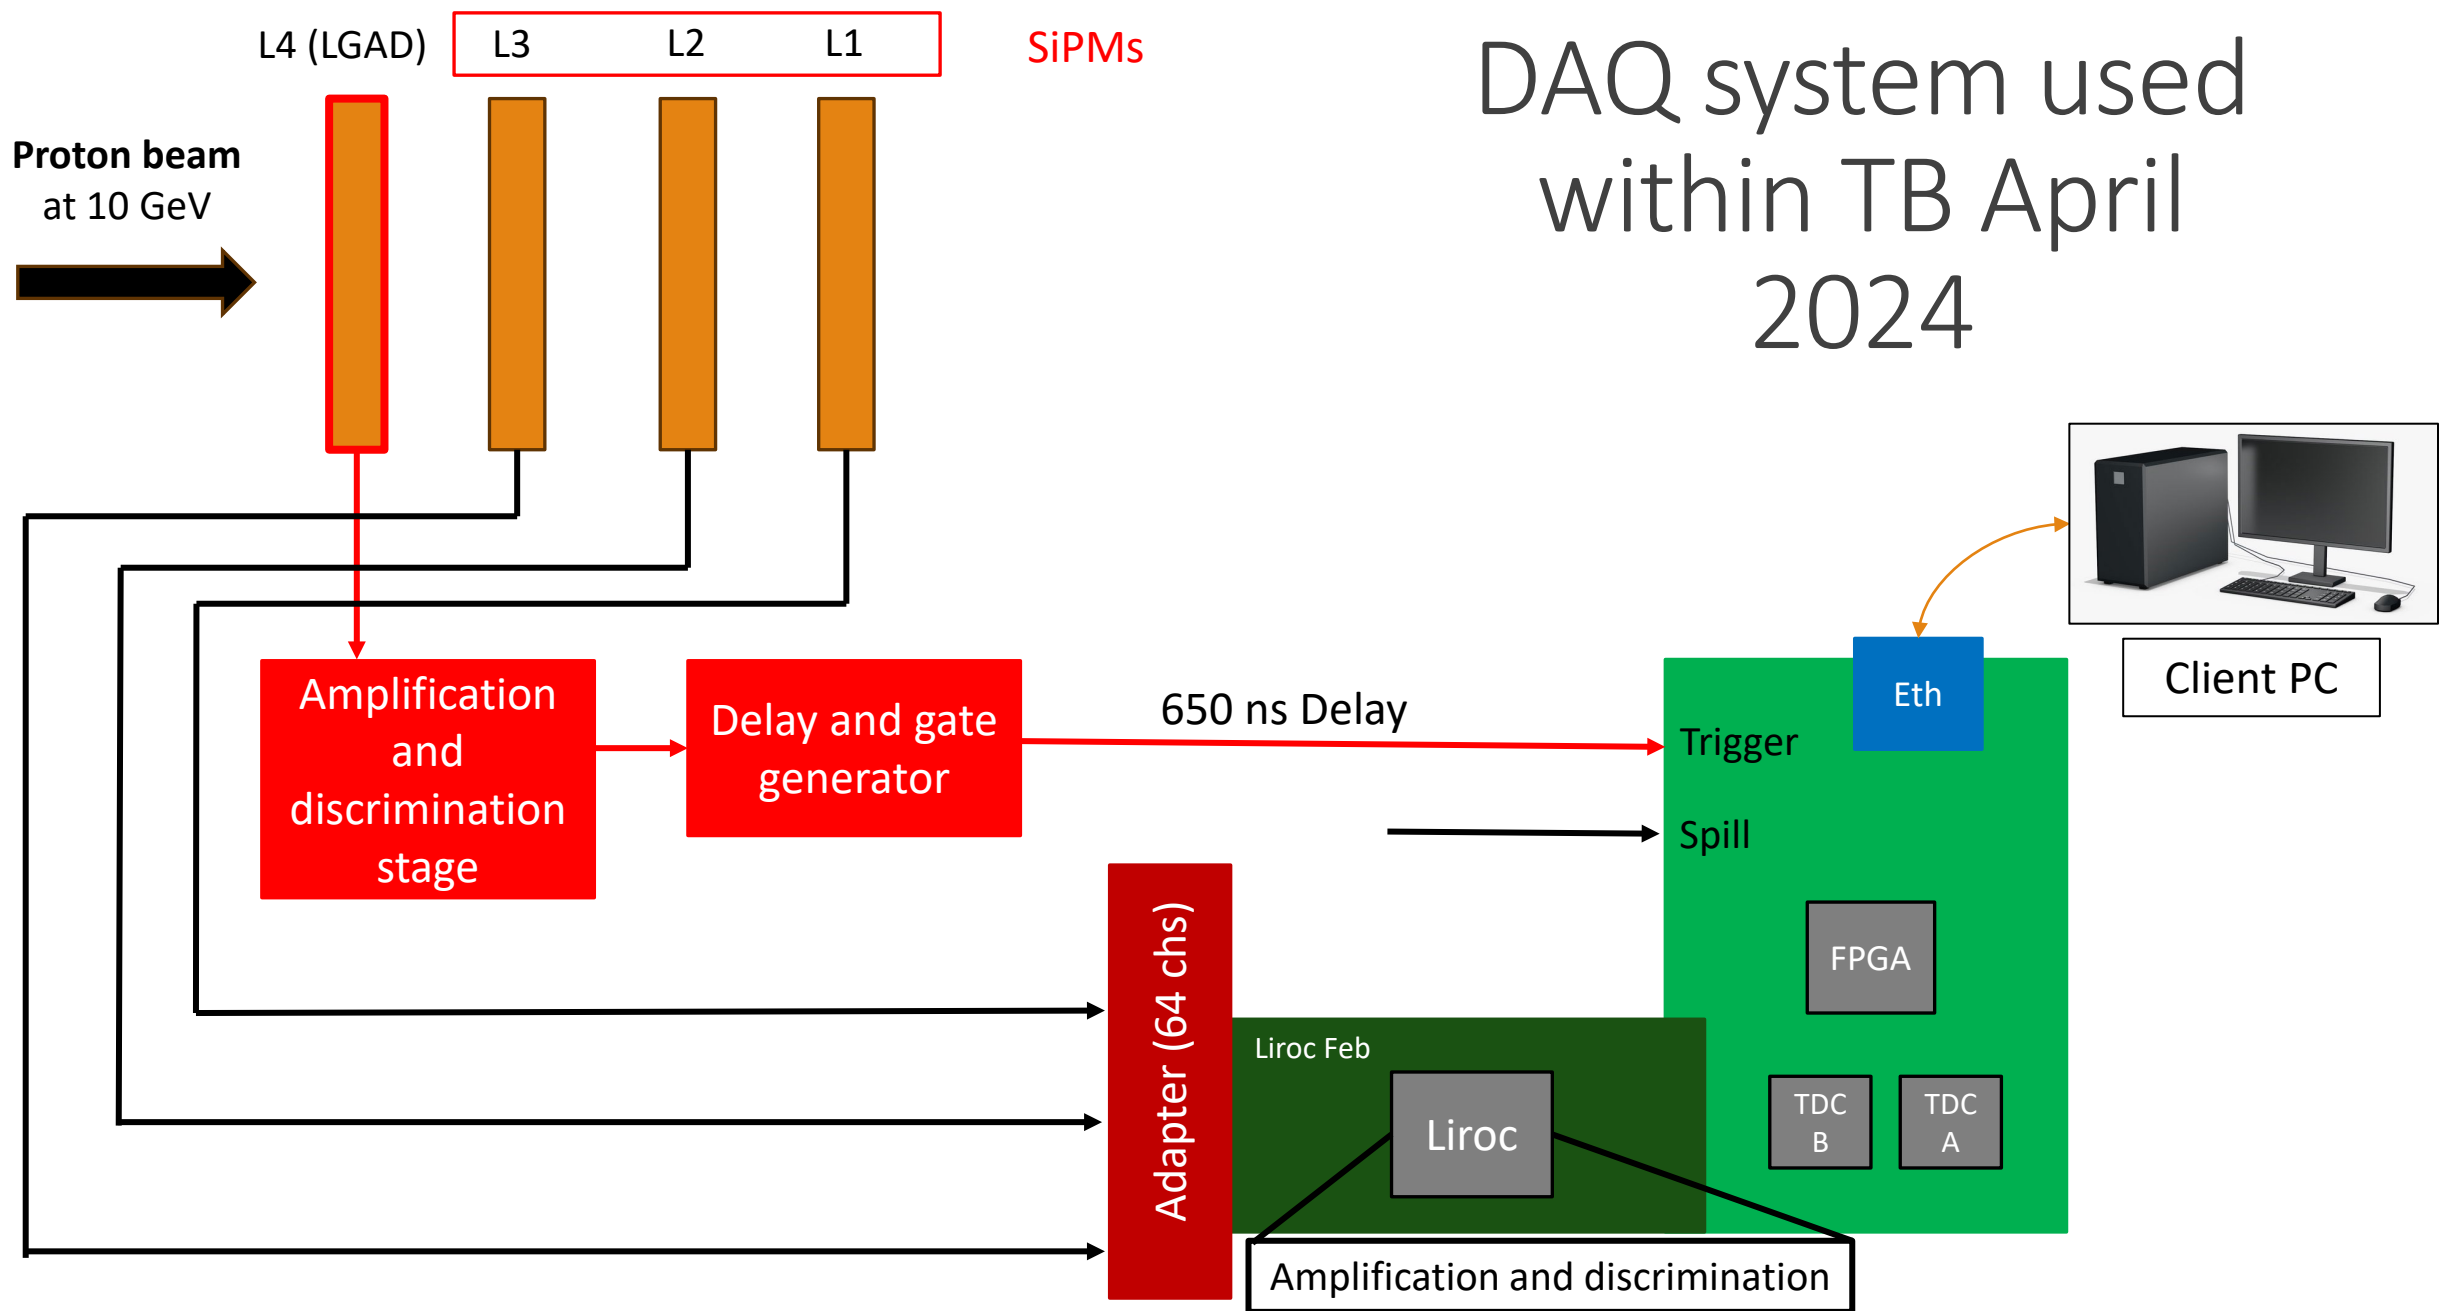 L4 (LGAD)
L3
L2
L1
SiPMs
DAQ system used
within TB April
2024
Proton beam
at 10 GeV
Amplification
and
discrimination
stage
Delay and gate
generator
650 ns Delay
Trigger
Eth
Client PC
Spill
FPGA
Adapter (64 chs)
Liroc Feb
Liroc
TDC
B
TDC
A
Amplification and discrimination